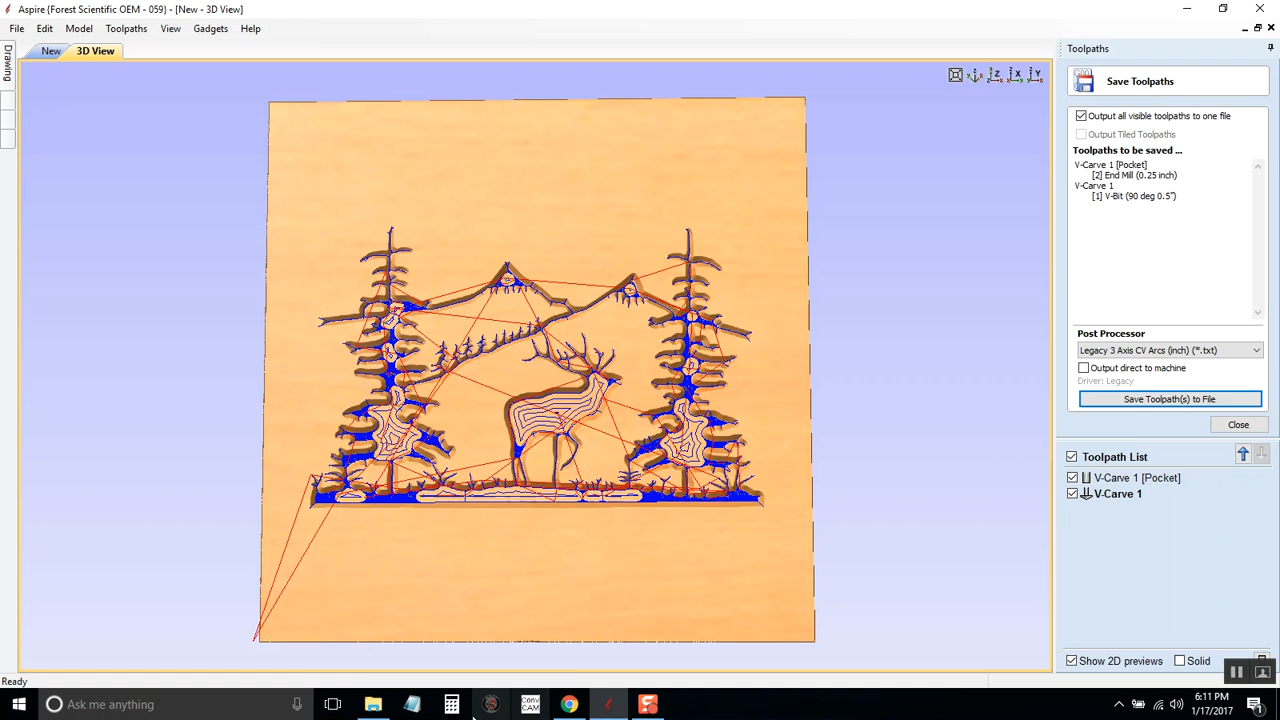 Aspire {Forest Scientific OEM - 059} - [New - 3D View]
File Edit Model Toolpaths View Gadgets Help
Drawing
New 3D View
Z X Y
Toolpaths
Save Toolpaths
Output all visible toolpaths to one file
Output Tiled Toolpaths
Toolpaths to be saved ...
V-Carve 1 [Pocket]
[2] End Mill (0.25 inch)
V-Carve 1
[1] V-Bit (90 deg 0.5")
Post Processor
Legacy 3 Axis CV Arcs (inch) (*.txt)
Output direct to machine
Driver: Legacy
Save Toolpath(s) to File
Close
Toolpath List
V-Carve 1 [Pocket]
V-Carve 1
Show 2D previews Solid
Ready
Ask me anything
Conv CAM
6:11 PM
1/17/2017